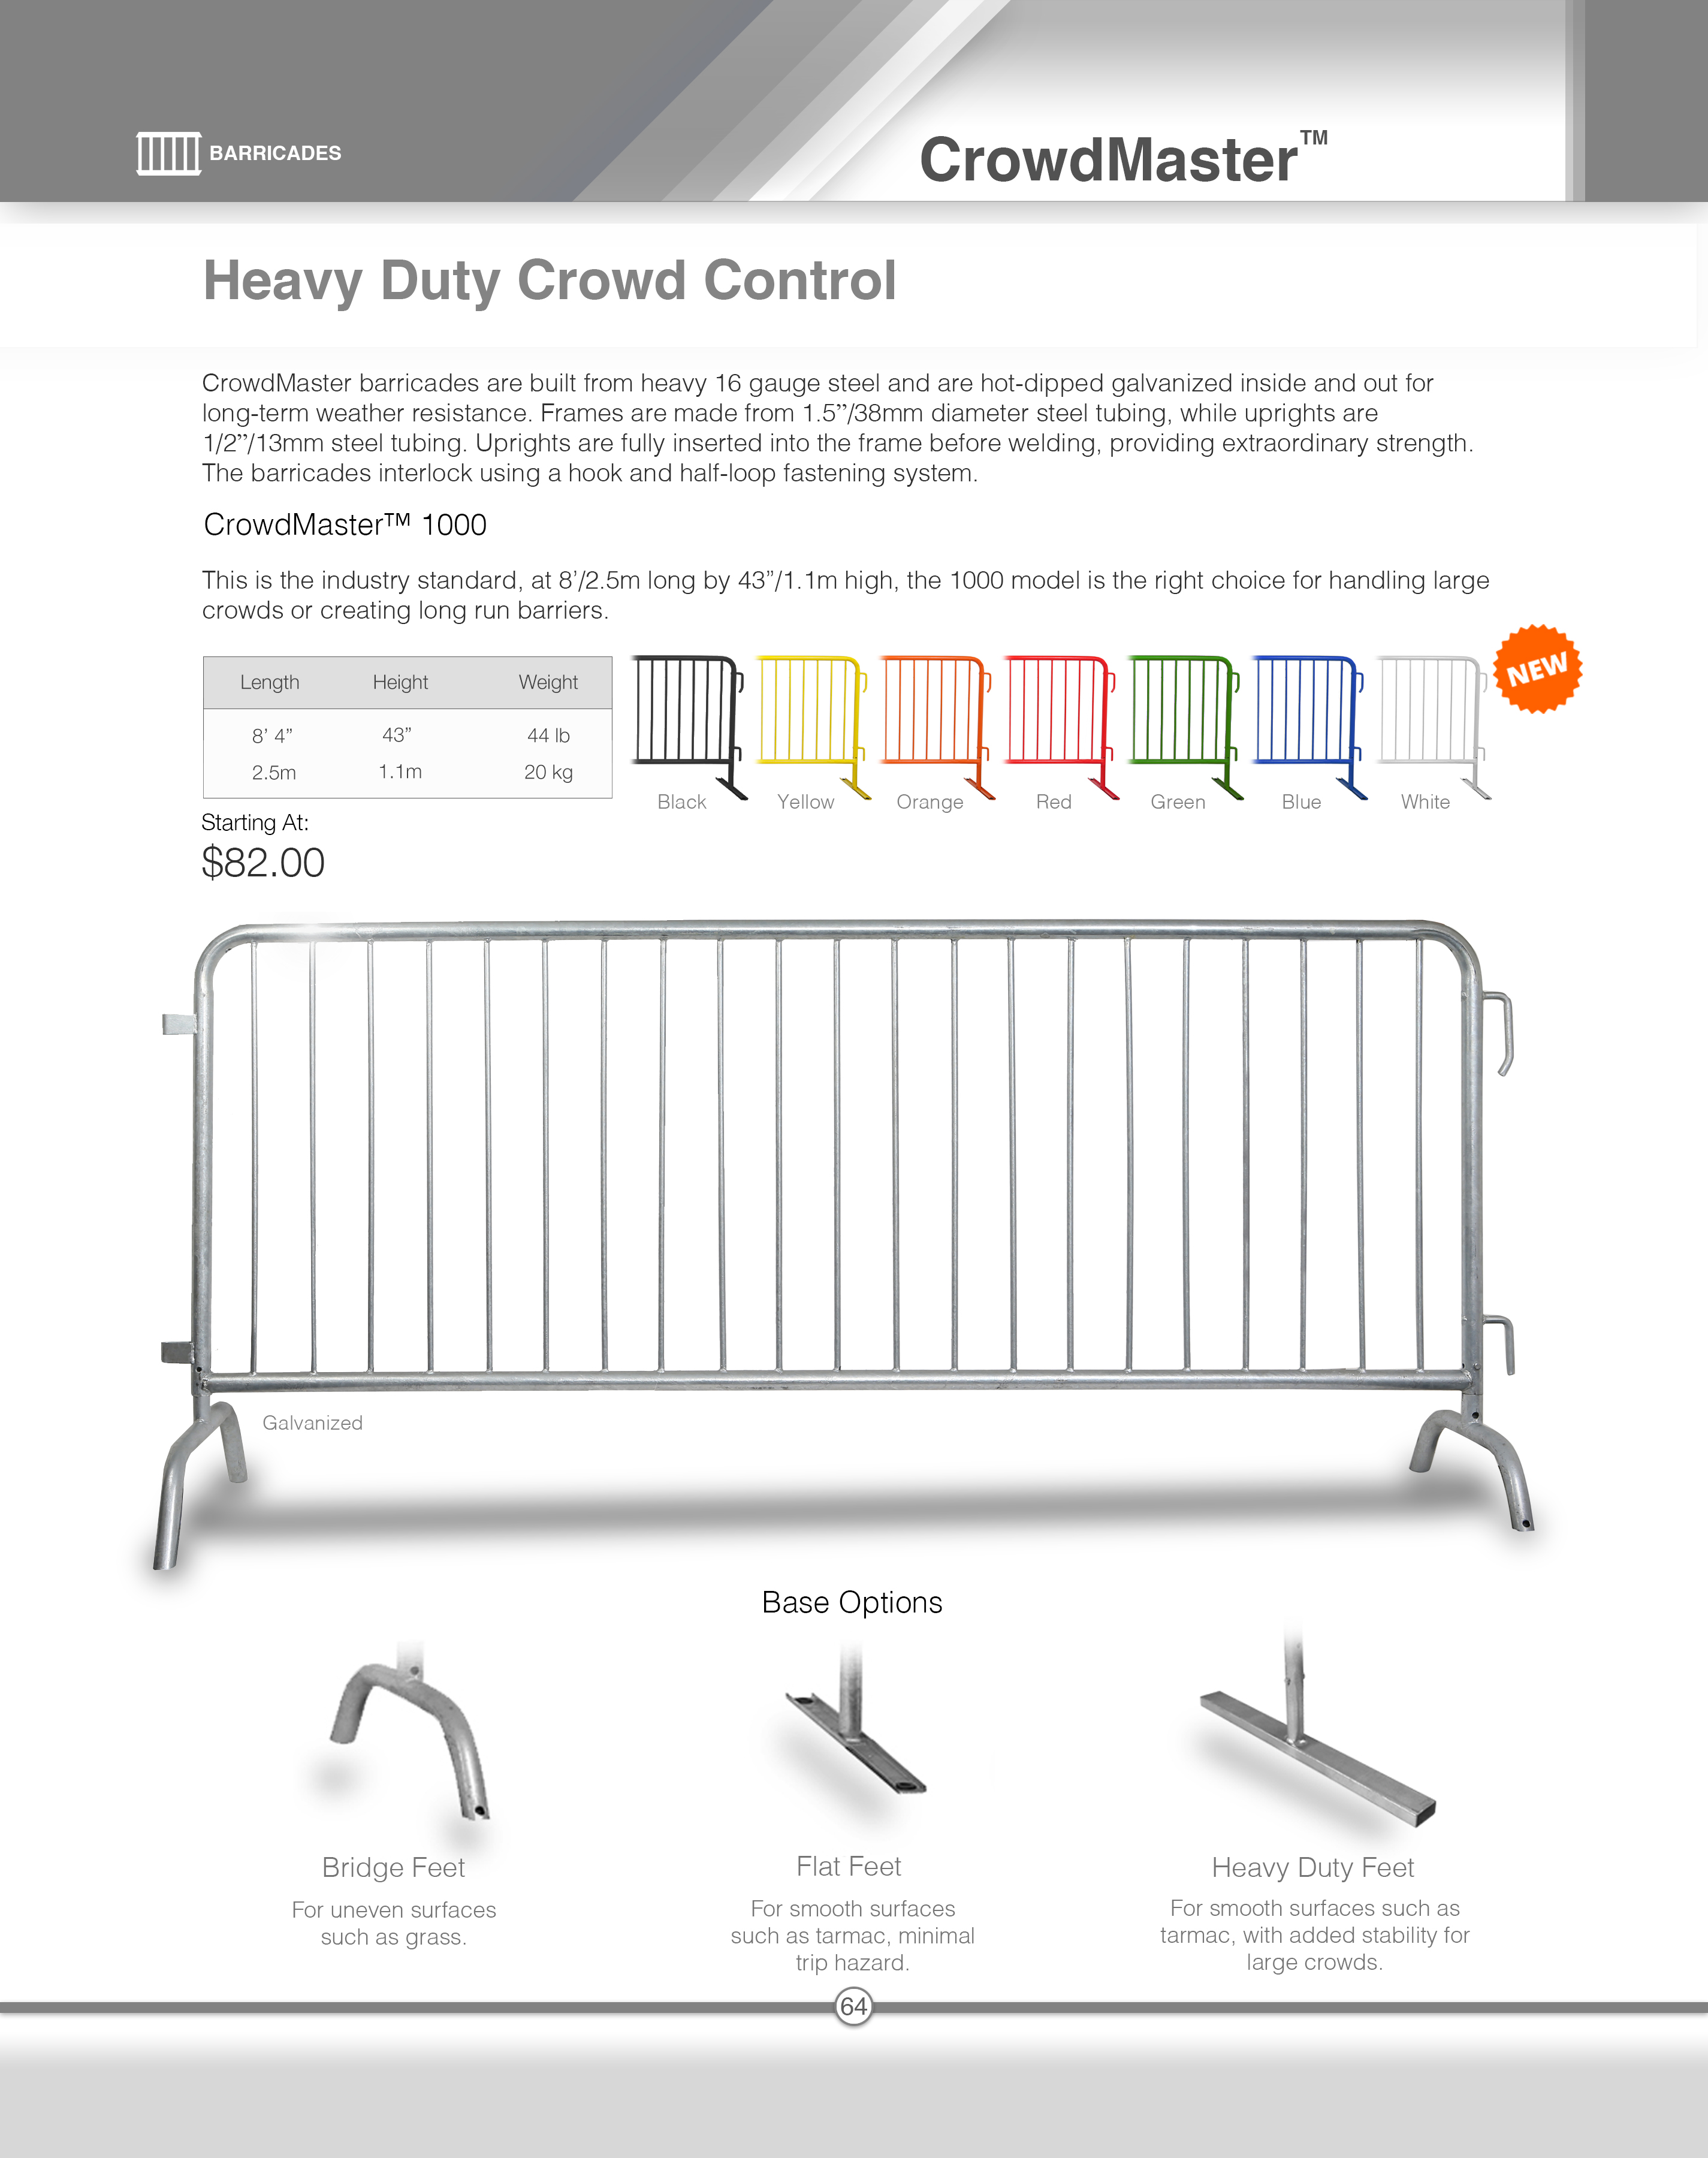 BARRICADES
CrowdMaster™
Heavy Duty Crowd Control
CrowdMaster barricades are built from heavy 16 gauge steel and are hot-dipped galvanized inside and out for
long-term weather resistance. Frames are made from 1.5”/38mm diameter steel tubing, while uprights are
1/2”/13mm steel tubing. Uprights are fully inserted into the frame before welding, providing extraordinary strength.
The barricades interlock using a hook and half-loop fastening system.
CrowdMaster™ 1000
This is the industry standard, at 8’/2.5m long by 43”/1.1m high, the 1000 model is the right choice for handling large
crowds or creating long run barriers.
NEW
Length Height Weight
8’ 4” 43” 44 lb
2.5m 1.1m 20 kg
Black Yellow Orange Red Green Blue White
Starting At:
$82.00
Galvanized
Base Options
Bridge Feet
For uneven surfaces
such as grass.
Flat Feet
For smooth surfaces
such as tarmac, minimal
trip hazard.
Heavy Duty Feet
For smooth surfaces such as
tarmac, with added stability for
large crowds.
64